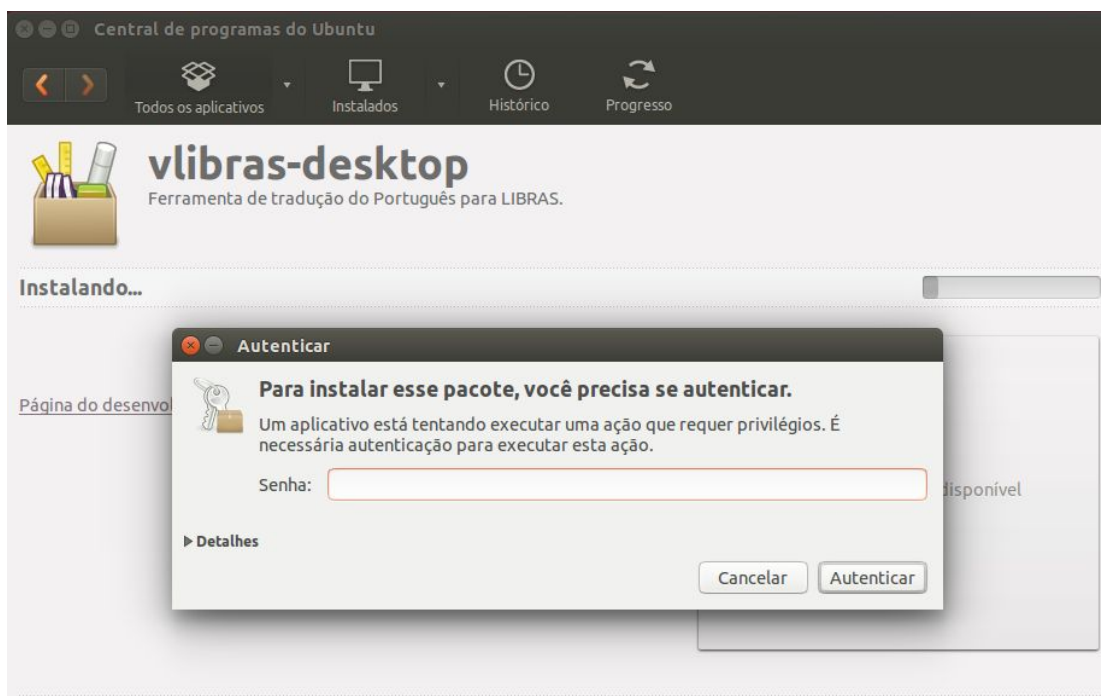 Central de programas do Ubuntu
Todos os aplicativos
Instalados
Histórico
Progresso
vlibras-desktop
Ferramenta de tradução do Português para LIBRAS.
Instalando...
Autenticar
Para instalar esse pacote, você precisa se autenticar.
Página do desenvol
Um aplicativo está tentando executar uma ação que requer privilégios. É
necessária autenticação para executar esta ação.
Senha:
disponível
Detalhes
Cancelar
Autenticar